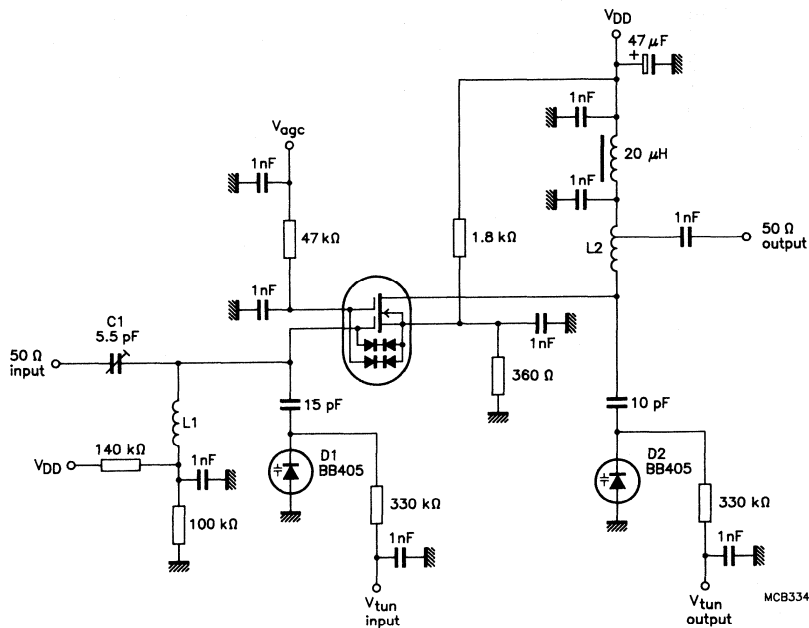 VDD
47 µF
+
1nF
20 µH
1nF
Vagc
1nF
47 kΩ
1.8 kΩ
L2
1nF
50 Ω
output
1nF
C1
5.5 pF
50 Ω
input
1nF
360 Ω
15 pF
10 pF
L1
140 kΩ
VDD
1nF
D1
BB405
D2
BB405
100 kΩ
330 kΩ
330 kΩ
1nF
1nF
Vtun
input
Vtun
output
MCB334